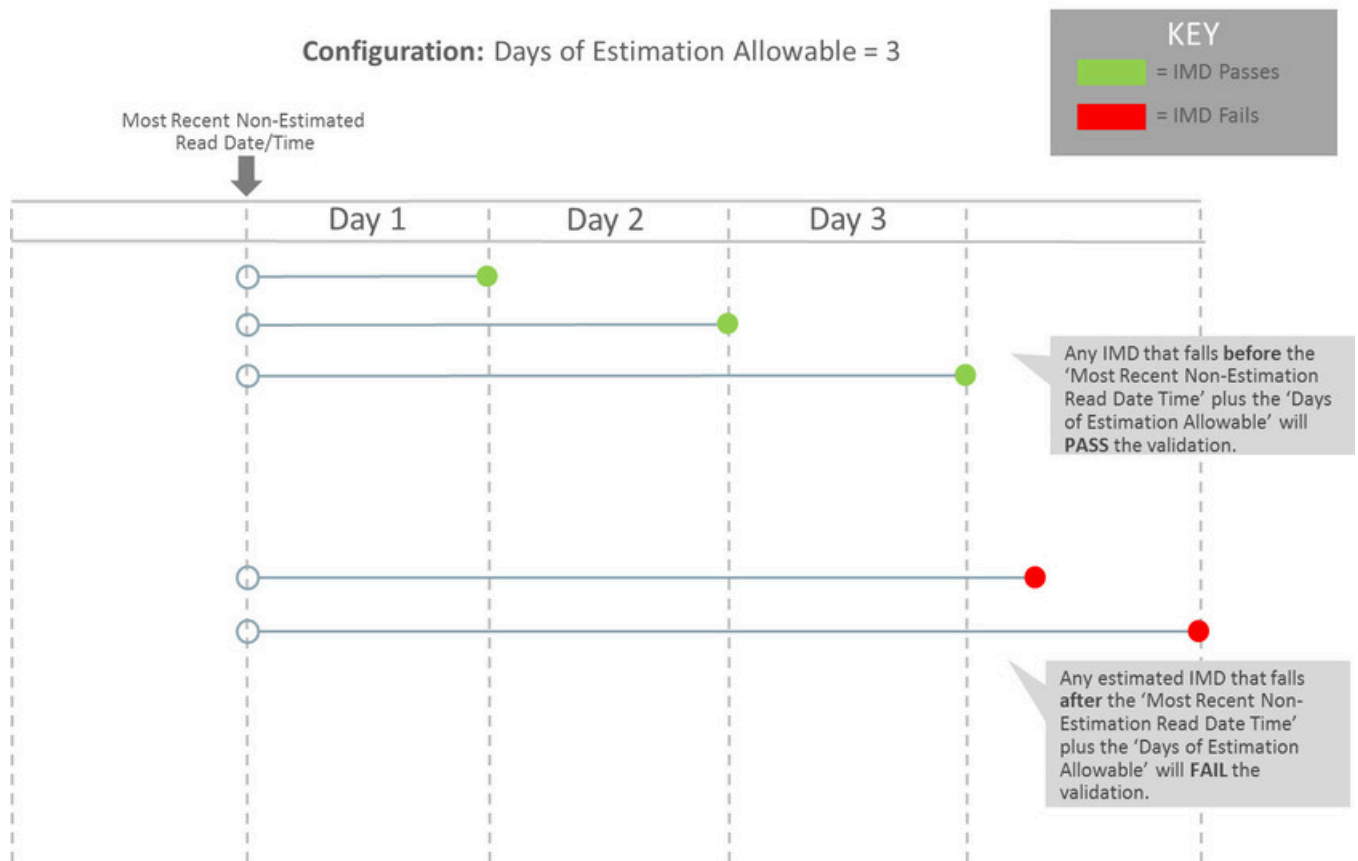 Configuration: Days of Estimation Allowable = 3
KEY
= IMD Passes
= IMD Fails
Most Recent Non-Estimated
Read Date/Time
Day 1
Day 2
Day 3
Any IMD that falls before the
‘Most Recent Non-Estimation
Read Date Time’ plus the ‘Days
of Estimation Allowable’ will
PASS the validation.
Any estimated IMD that falls
after the ‘Most Recent Non-
Estimation Read Date Time’
plus the ‘Days of Estimation
Allowable’ will FAIL the
validation.